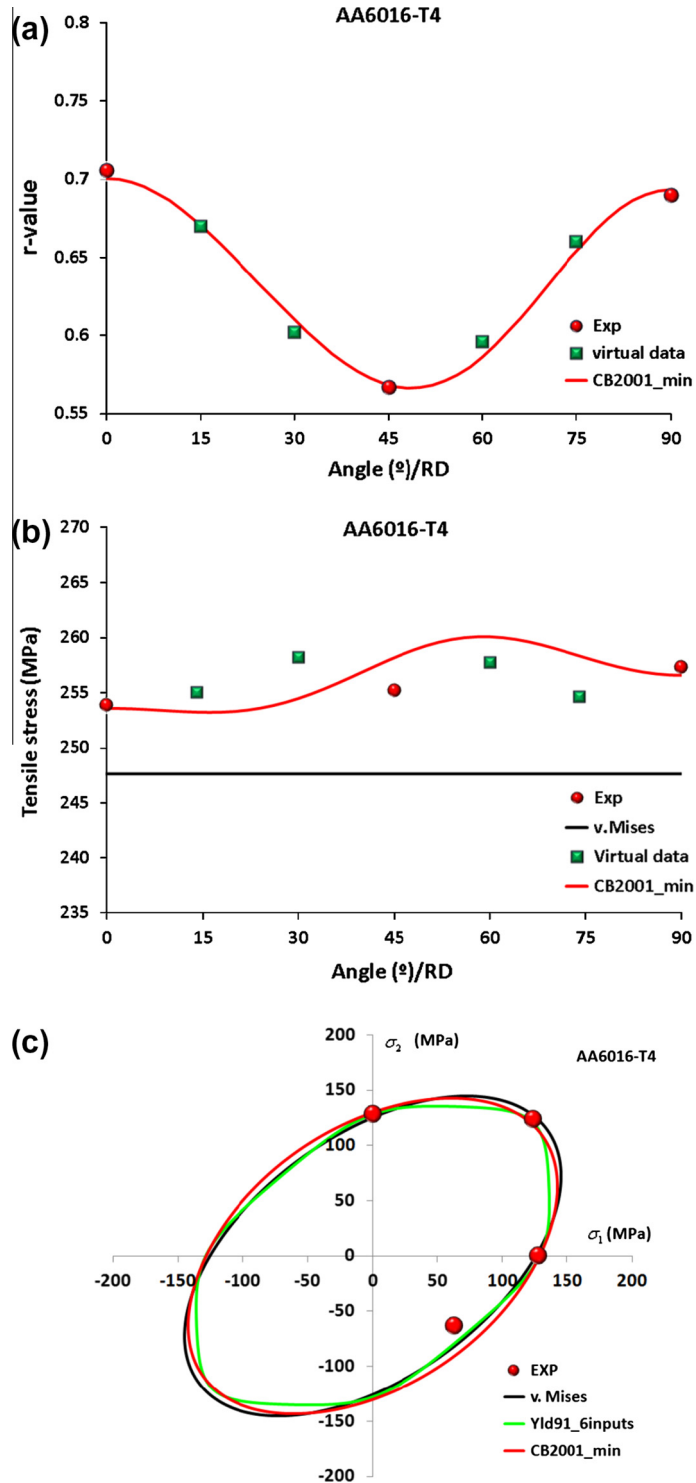 (a)
AA6016-T4
0.8
0.75
0.7
0.65
0.6
0.55
r-value
Exp
virtual data
CB2001_min
0 15 30 45 60 75 90
Angle (º)/RD
(b)
AA6016-T4
270
265
260
255
250
245
240
235
Tensile stress (MPa)
Exp
v.Mises
Virtual data
CB2001_min
0 15 30 45 60 75 90
Angle (º)/RD
(c)
σ2 (MPa)
AA6016-T4
200
150
100
50
0
-50
-100
-150
-200
σ1 (MPa)
-200 -150 -100 -50 0 50 100 150 200
EXP
v. Mises
Yld91_6inputs
CB2001_min